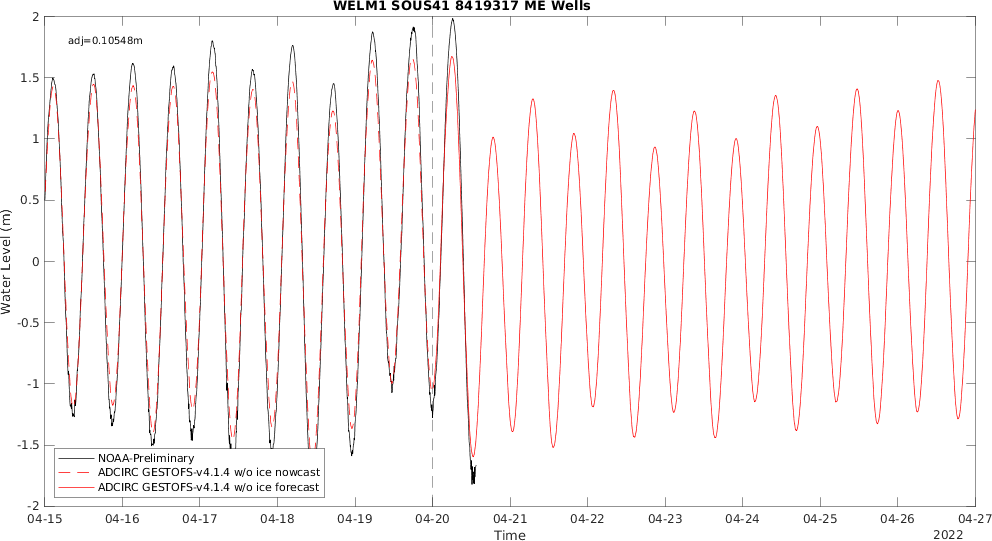 WELM1 SOUS41 8419317 ME Wells
adj=0.10548m
Water Level (m)
2
1.5
1
0.5
0
-0.5
-1
-1.5
-2
NOAA-Preliminary
ADCIRC GESTOFS-v4.1.4 w/o ice nowcast
ADCIRC GESTOFS-v4.1.4 w/o ice forecast
04-15 04-16 04-17 04-18 04-19 04-20 04-21 04-22 04-23 04-24 04-25 04-26 04-27
Time
2022